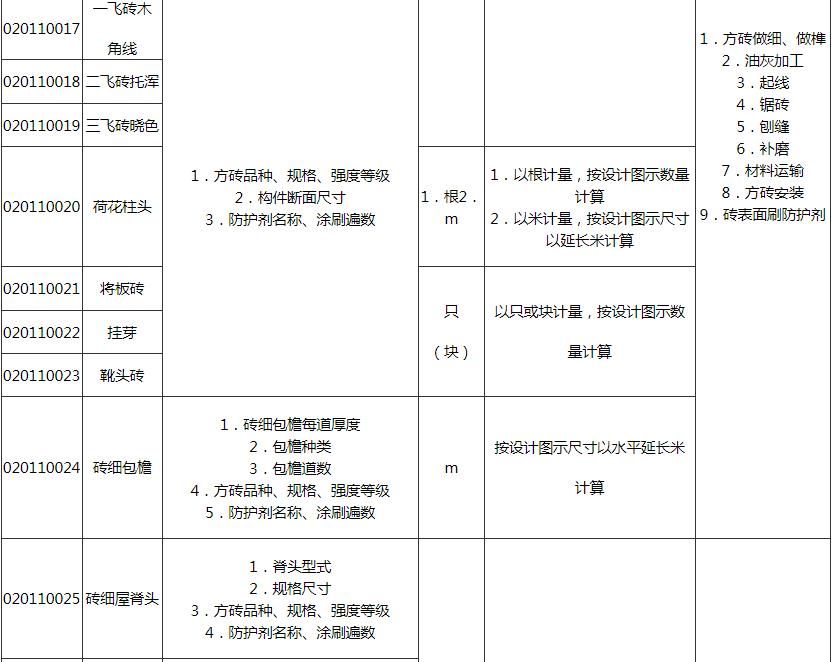 020110017
一飞砖木
角线
020110018
二飞砖托浑
020110019
三飞砖晓色
020110020
荷花柱头
020110021
将板砖
020110022
挂芽
020110023
靴头砖
1．方砖品种、规格、强度等级
2．构件断面尺寸
3．防护剂名称、涂刷遍数
1．根2．
m
1．以根计量，按设计图示数量
计算
2．以米计量，按设计图示尺寸
以延长米计算
只
（块）
以只或块计量，按设计图示数
量计算
1．方砖做细、做榫
2．油灰加工
3．起线
4．锯砖
5．刨缝
6．补磨
7．材料运输
8．方砖安装
9．砖表面刷防护剂
020110024
砖细包檐
1．砖细包檐每道厚度
2．包檐种类
3．包檐道数
4．方砖品种、规格、强度等级
5．防护剂名称、涂刷遍数
m
按设计图示尺寸以水平延长米
计算
020110025
砖细屋脊头
1．脊头型式
2．规格尺寸
3．方砖品种、规格、强度等级
4．防护剂名称、涂刷遍数